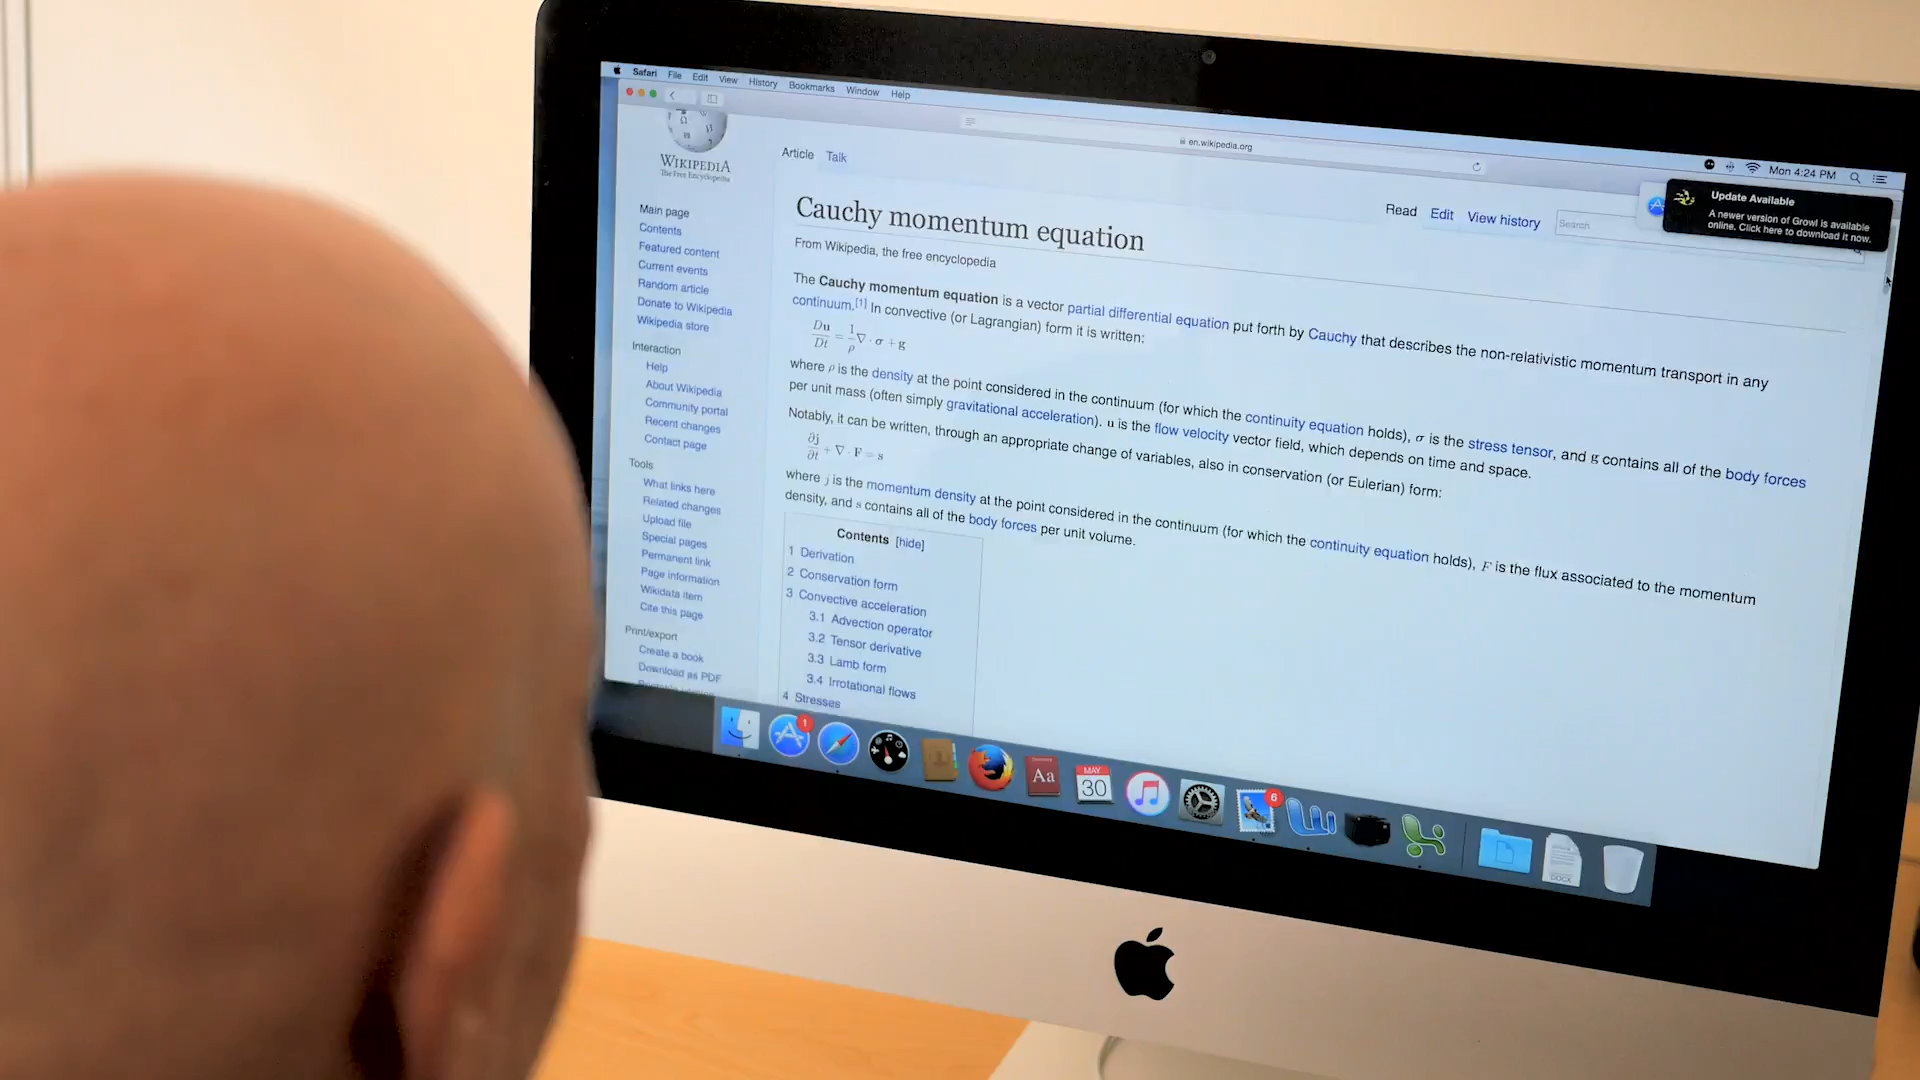 Safari File Edit View History Bookmarks Window Help
Mon 4:24 PM
en.wikipedia.org
Update Available
A newer version of Growl is available
online. Click here to download it now.
WIKIPEDIA
The Free Encyclopedia
Main page
Contents
Featured content
Current events
Random article
Donate to Wikipedia
Wikipedia store
Interaction
Help
About Wikipedia
Community portal
Recent changes
Contact page
Tools
What links here
Related changes
Upload file
Special pages
Permanent link
Page information
Wikidata item
Cite this page
Print/export
Create a book
Download as PDF
Article Talk
Read Edit View history Search
Cauchy momentum equation
From Wikipedia, the free encyclopedia
The Cauchy momentum equation is a vector partial differential equation put forth by Cauchy that describes the non-relativistic momentum transport in any
continuum.[1] In convective (or Lagrangian) form it is written:
Du/Dt = 1/ρ ∇ · σ + g
where ρ is the density at the point considered in the continuum (for which the continuity equation holds), σ is the stress tensor, and g contains all of the body forces
per unit mass (often simply gravitational acceleration). u is the flow velocity vector field, which depends on time and space.
Notably, it can be written, through an appropriate change of variables, also in conservation (or Eulerian) form:
∂j/∂t + ∇ · F = s
where j is the momentum density at the point considered in the continuum (for which the continuity equation holds), F is the flux associated to the momentum
density, and s contains all of the body forces per unit volume.
Contents [hide]
1 Derivation
2 Conservation form
3 Convective acceleration
3.1 Advection operator
3.2 Tensor derivative
3.3 Lamb form
3.4 Irrotational flows
4 Stresses
1
Aa
MAY
30
6
DOCX